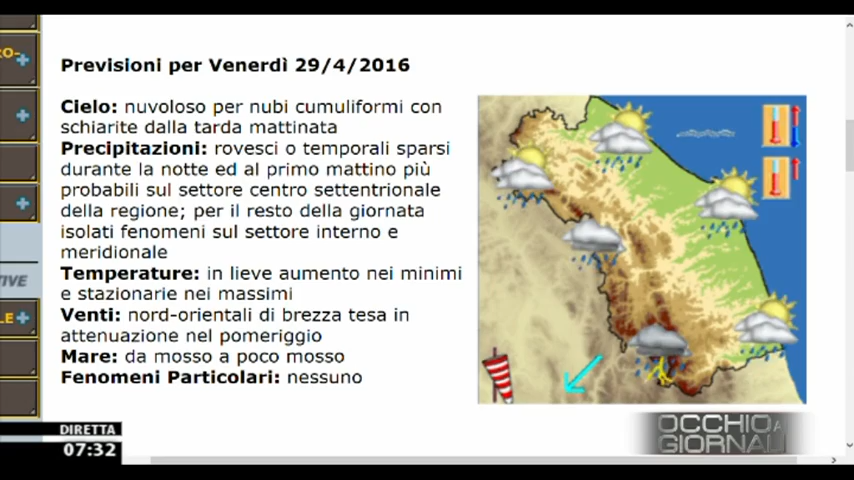 Previsioni per Venerdì 29/4/2016
Cielo: nuvoloso per nubi cumuliformi con
schiarite dalla tarda mattinata
Precipitazioni: rovesci o temporali sparsi
durante la notte ed al primo mattino più
probabili sul settore centro settentrionale
della regione; per il resto della giornata
isolati fenomeni sul settore interno e
meridionale
Temperature: in lieve aumento nei minimi
e stazionarie nei massimi
Venti: nord-orientali di brezza tesa in
attenuazione nel pomeriggio
Mare: da mosso a poco mosso
Fenomeni Particolari: nessuno
DIRETTA
07:32
OCCHIO AI
GIORNALI